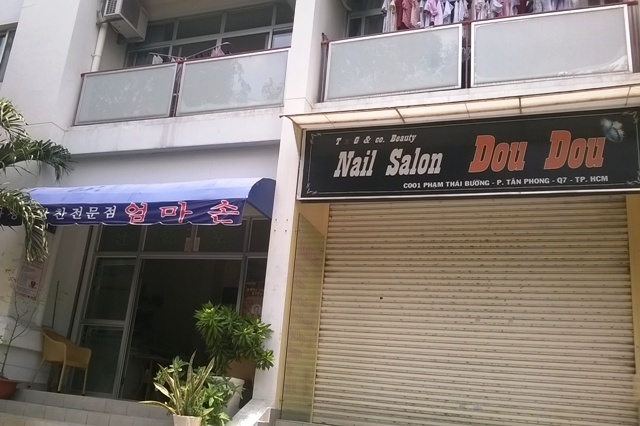 찬전문점 엄마손
T & G & co. Beauty
Nail Salon Dou Dou
C001 PHẠM THÁI BƯỜNG - P. TÂN PHONG - Q7 - TP. HCM